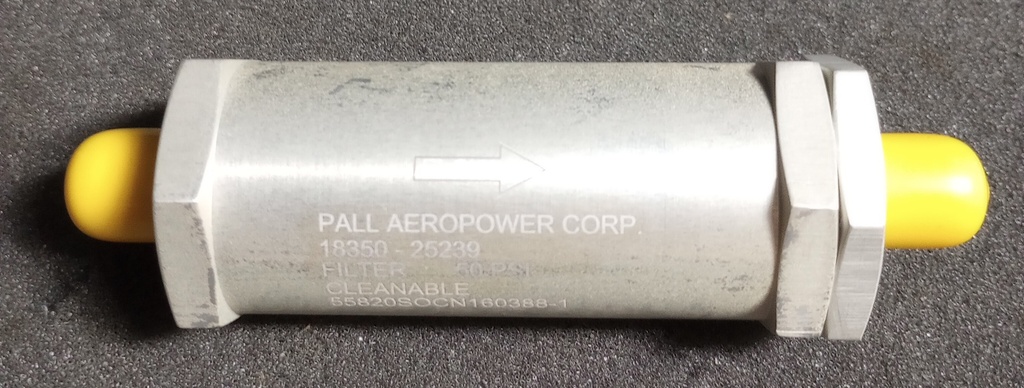 PALL AEROPOWER CORP.
18350 - 25239
FILTER 50 PSI
CLEANABLE
55820SOCN160388-1